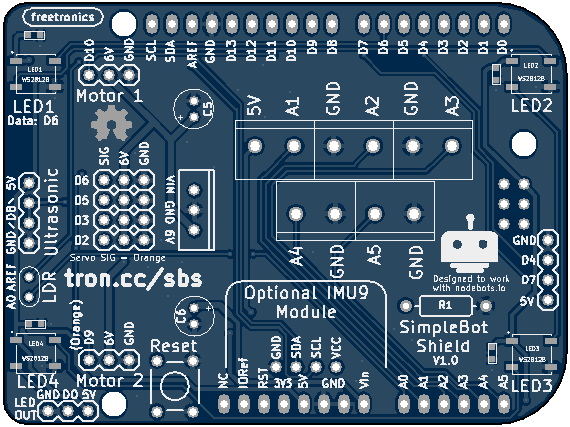 freetronics
SCL SDA AREF GND D13 D12 D11 D10 D9 D8 D7 D6 D5 D4 D3 D2 D1 D0
D10 6V GND
Motor 1
LED1
WS2812B
LED1
Data: D6
C5
5V A1 GND A2 GND A3
LED2
WS2812B
LED2
SIG 6V GND
D6
D5
D3
D2
Servo SIG = Orange
VIN GND 6V
5V
D8
GND
Ultrasonic
A4 GND A5 GND
GND
D4
D7
5V
Designed to work
with nodebots.io
A0 AREF
LDR
tron.cc/sbs
Optional IMU9
Module
R1
SimpleBot
Shield
V1.0
C6
(Orange)
D9 6V GND
Motor 2
Reset
GND SDA SCL VCC
LED4
WS2812B
LED4
LED3
WS2812B
LED3
LED
OUT
GND DO 5V
NC IORef RST 3V3 5V GND Vin A0 A1 A2 A3 A4 A5